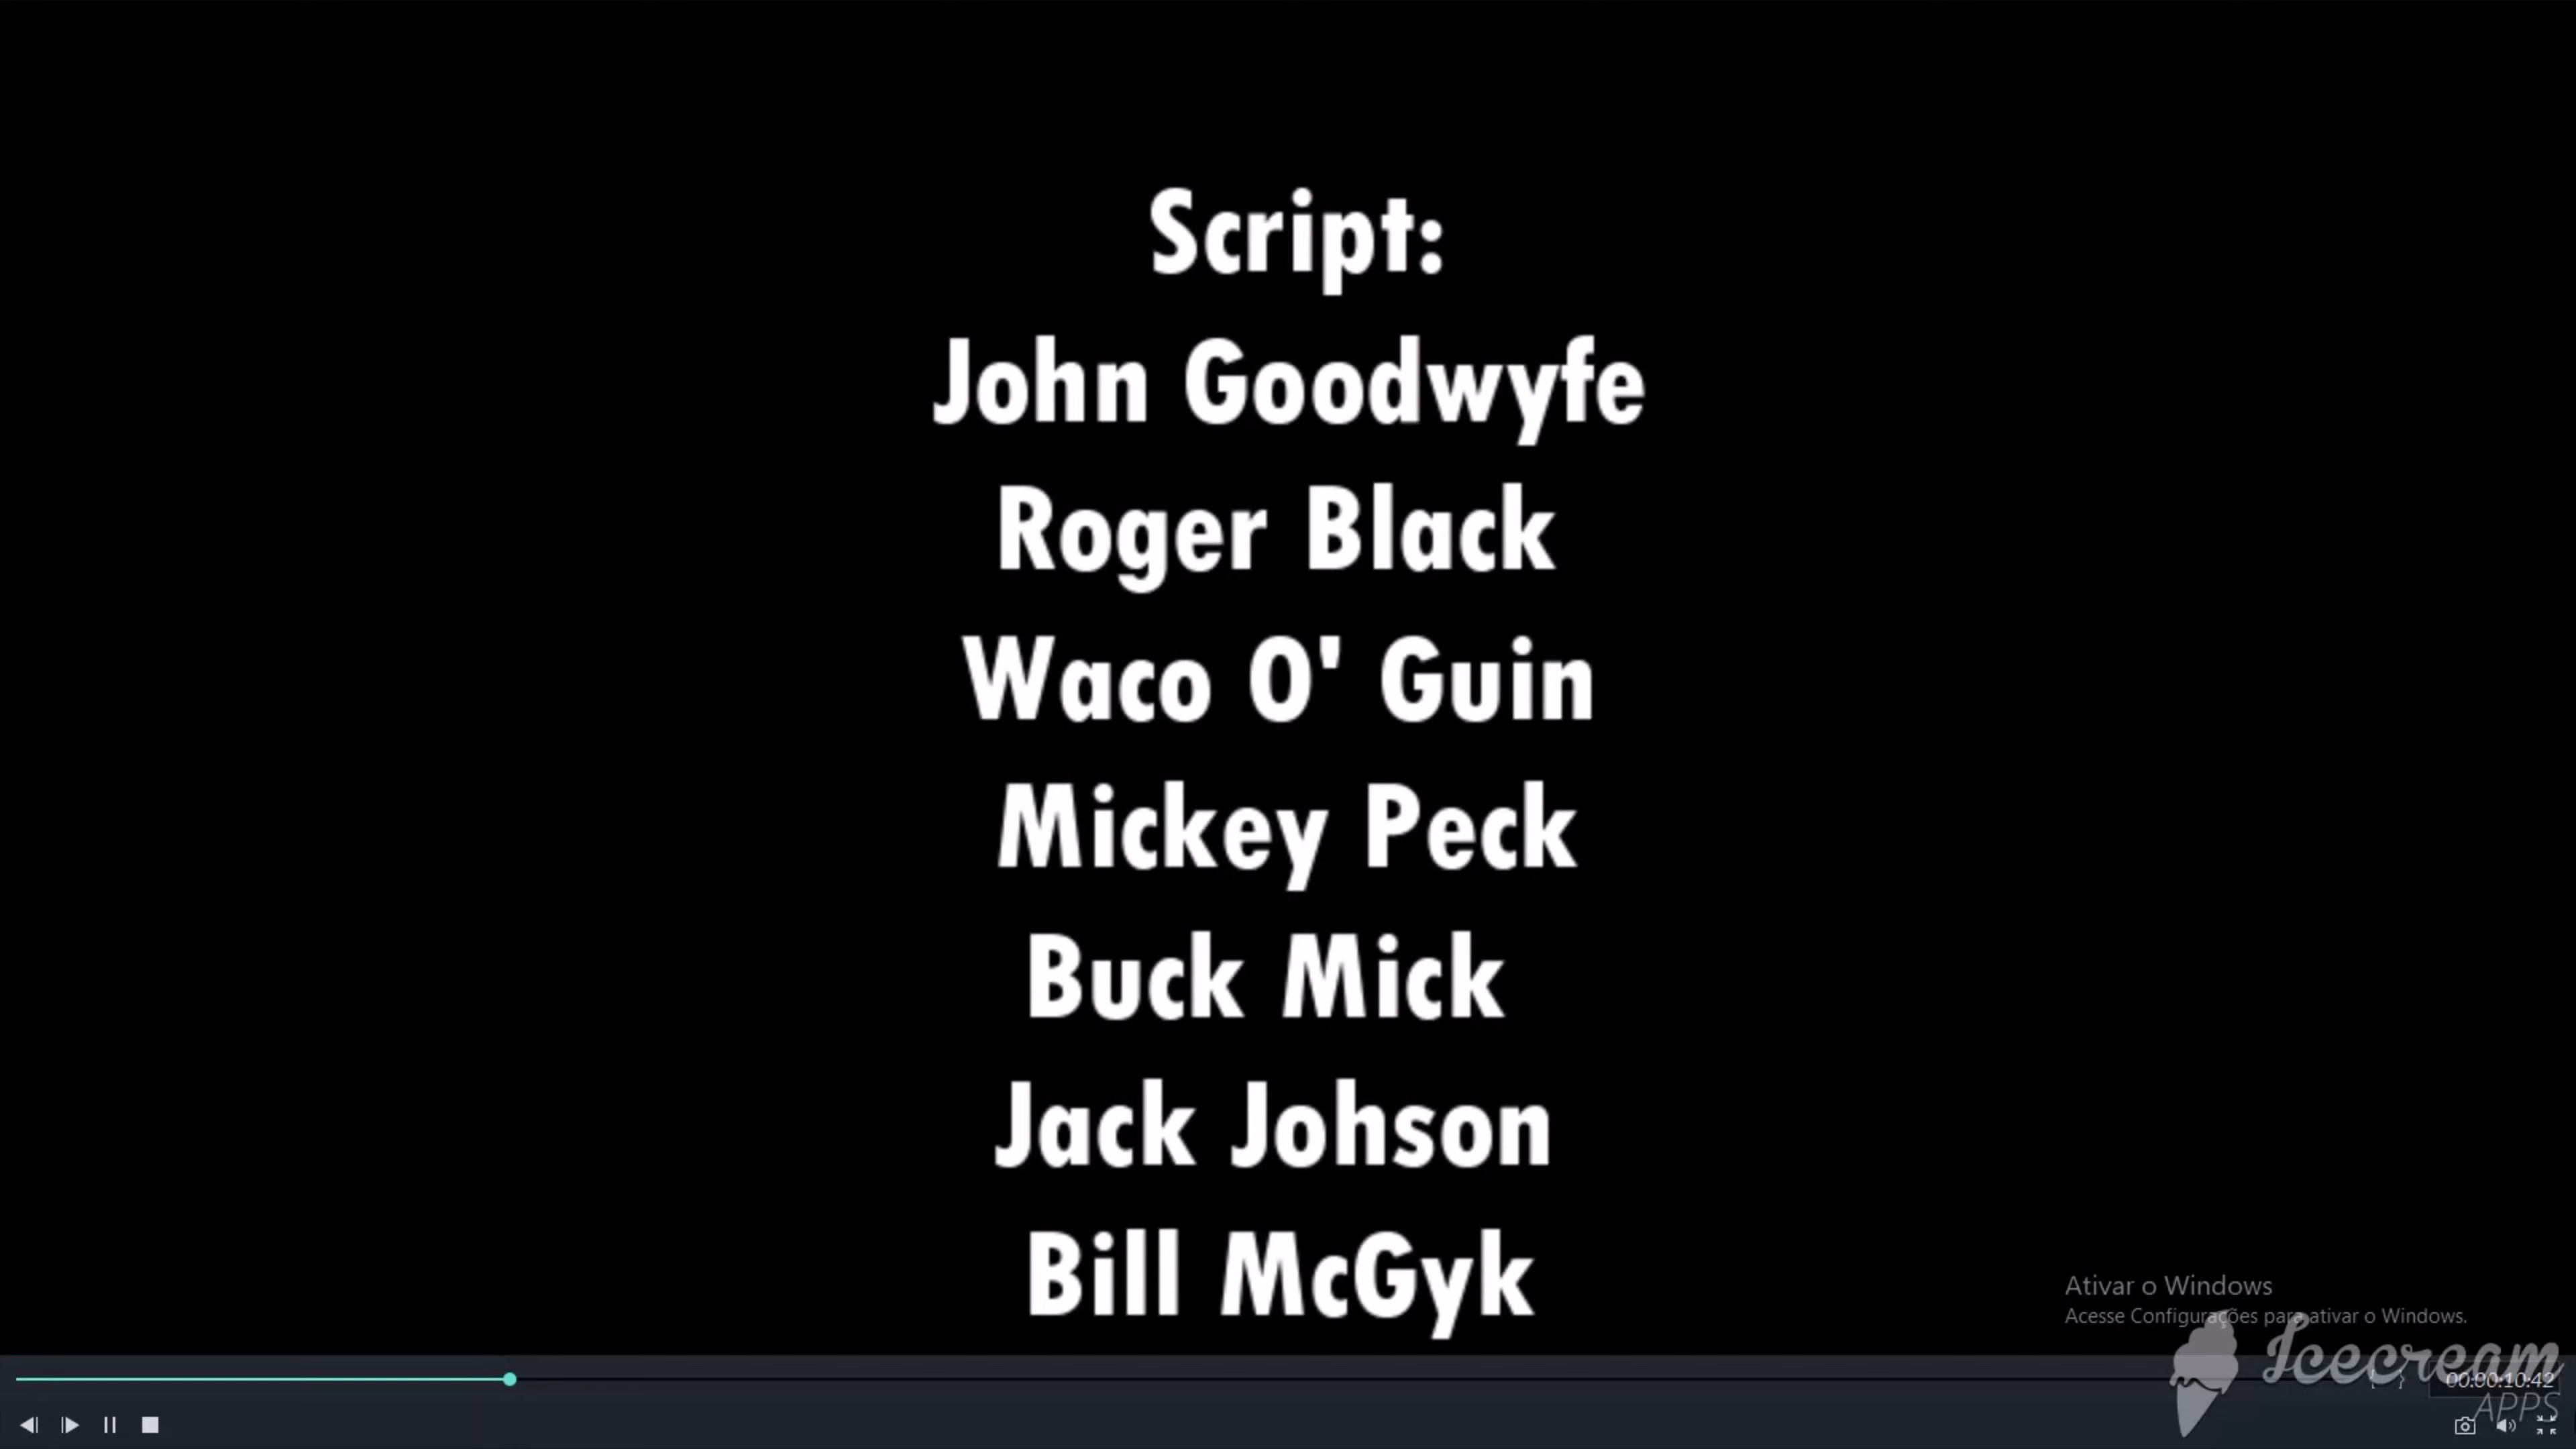 Script:
John Goodwyfe
Roger Black
Waco O' Guin
Mickey Peck
Buck Mick
Jack Johson
Bill McGyk
Ativar o Windows
Acesse Configurações para ativar o Windows.
Icecream
00:00:10:42
APPS